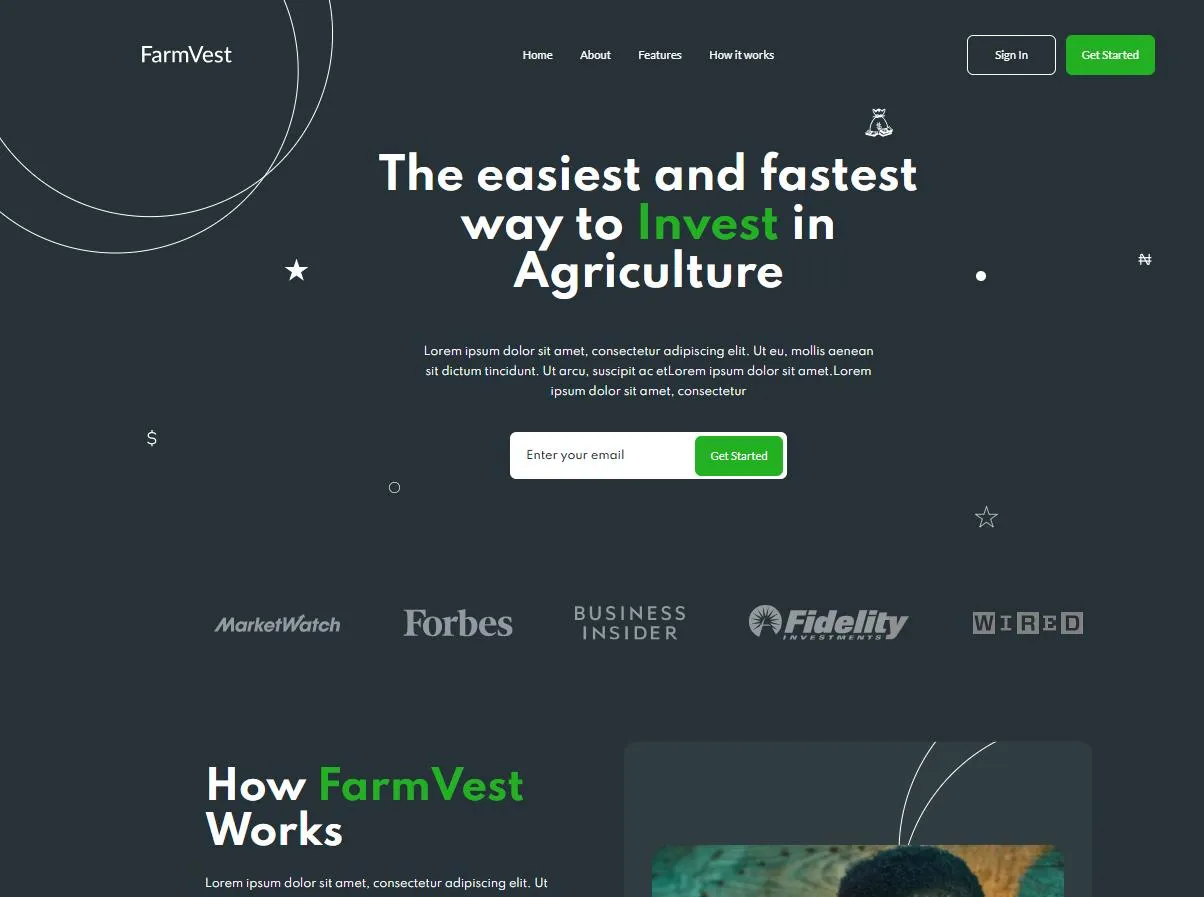 FarmVest
Home
About
Features
How it works
Sign In
Get Started
The easiest and fastest
way to Invest in
Agriculture
₦
Lorem ipsum dolor sit amet, consectetur adipiscing elit. Ut eu, mollis aenean
sit dictum tincidunt. Ut arcu, suscipit ac etLorem ipsum dolor sit amet.Lorem
ipsum dolor sit amet, consectetur
$
Enter your email
Get Started
MarketWatch
Forbes
BUSINESS
INSIDER
Fidelity
INVESTMENTS
WIRED
How FarmVest
Works
Lorem ipsum dolor sit amet, consectetur adipiscing elit. Ut